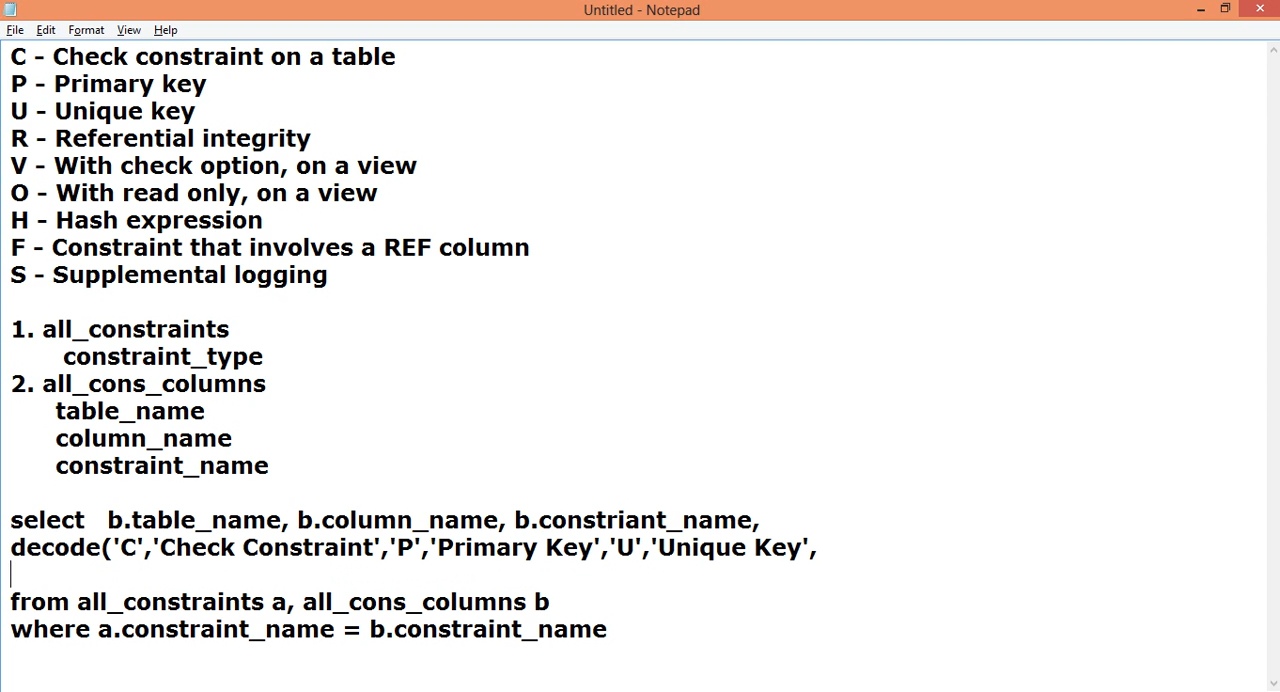 Untitled - Notepad
File Edit Format View Help
C - Check constraint on a table
P - Primary key
U - Unique key
R - Referential integrity
V - With check option, on a view
O - With read only, on a view
H - Hash expression
F - Constraint that involves a REF column
S - Supplemental logging
1. all_constraints
constraint_type
2. all_cons_columns
table_name
column_name
constraint_name
select b.table_name, b.column_name, b.constriant_name,
decode('C','Check Constraint','P','Primary Key','U','Unique Key',
from all_constraints a, all_cons_columns b
where a.constraint_name = b.constraint_name